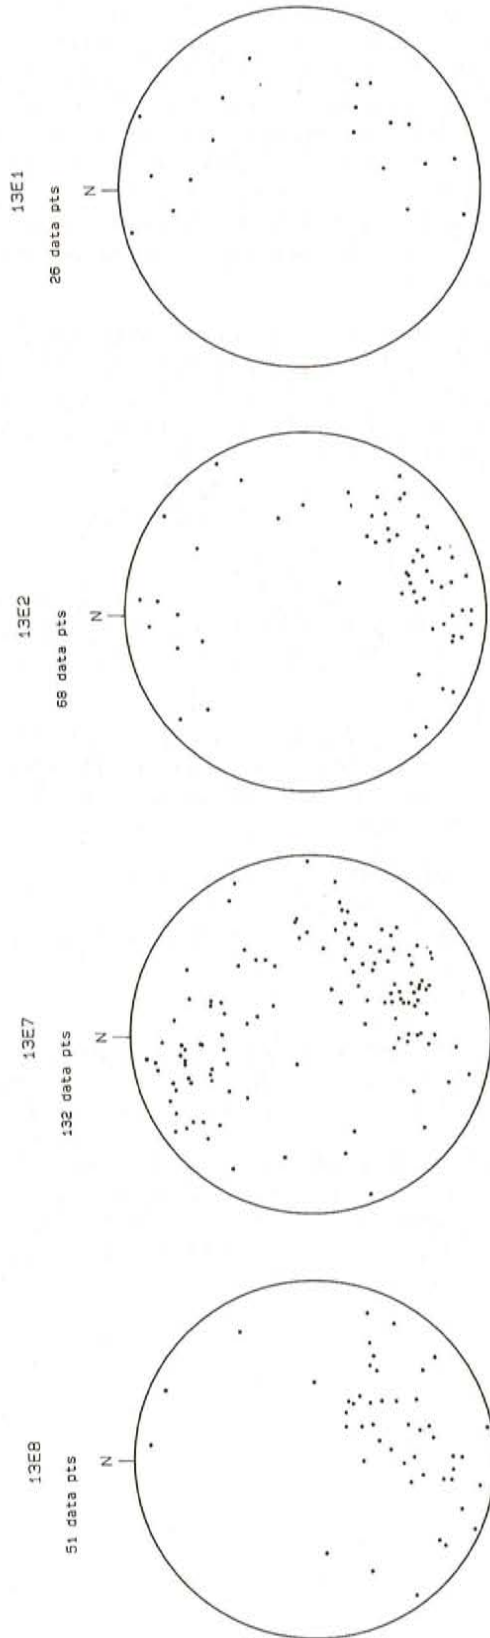 13E8
51 data pts
N
13E7
132 data pts
N
13E2
68 data pts
N
13E1
26 data pts
N